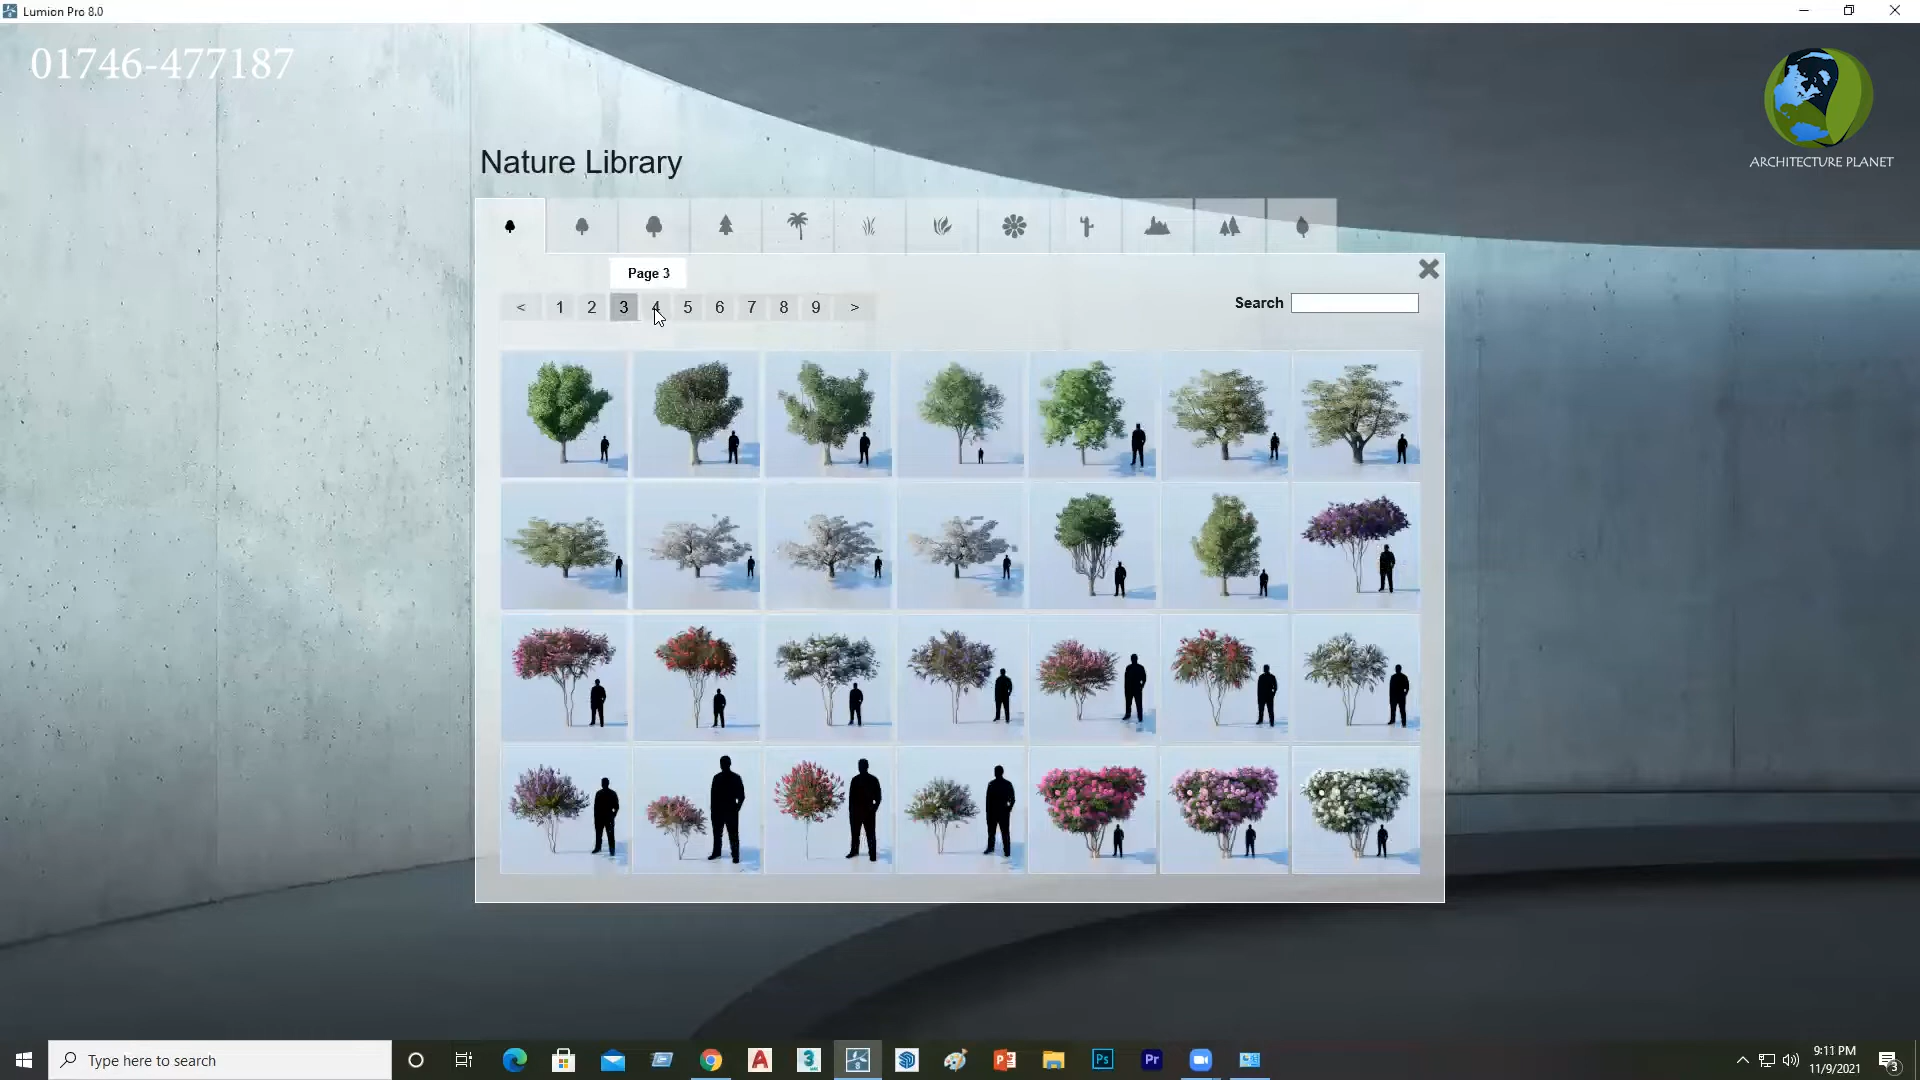 Lumion Pro 8.0
01746-477187
ARCHITECTURE PLANET
Nature Library
Page 3
< 1 2 3 4 5 6 7 8 9 >
Search
Type here to search
9:11 PM
11/9/2021
3